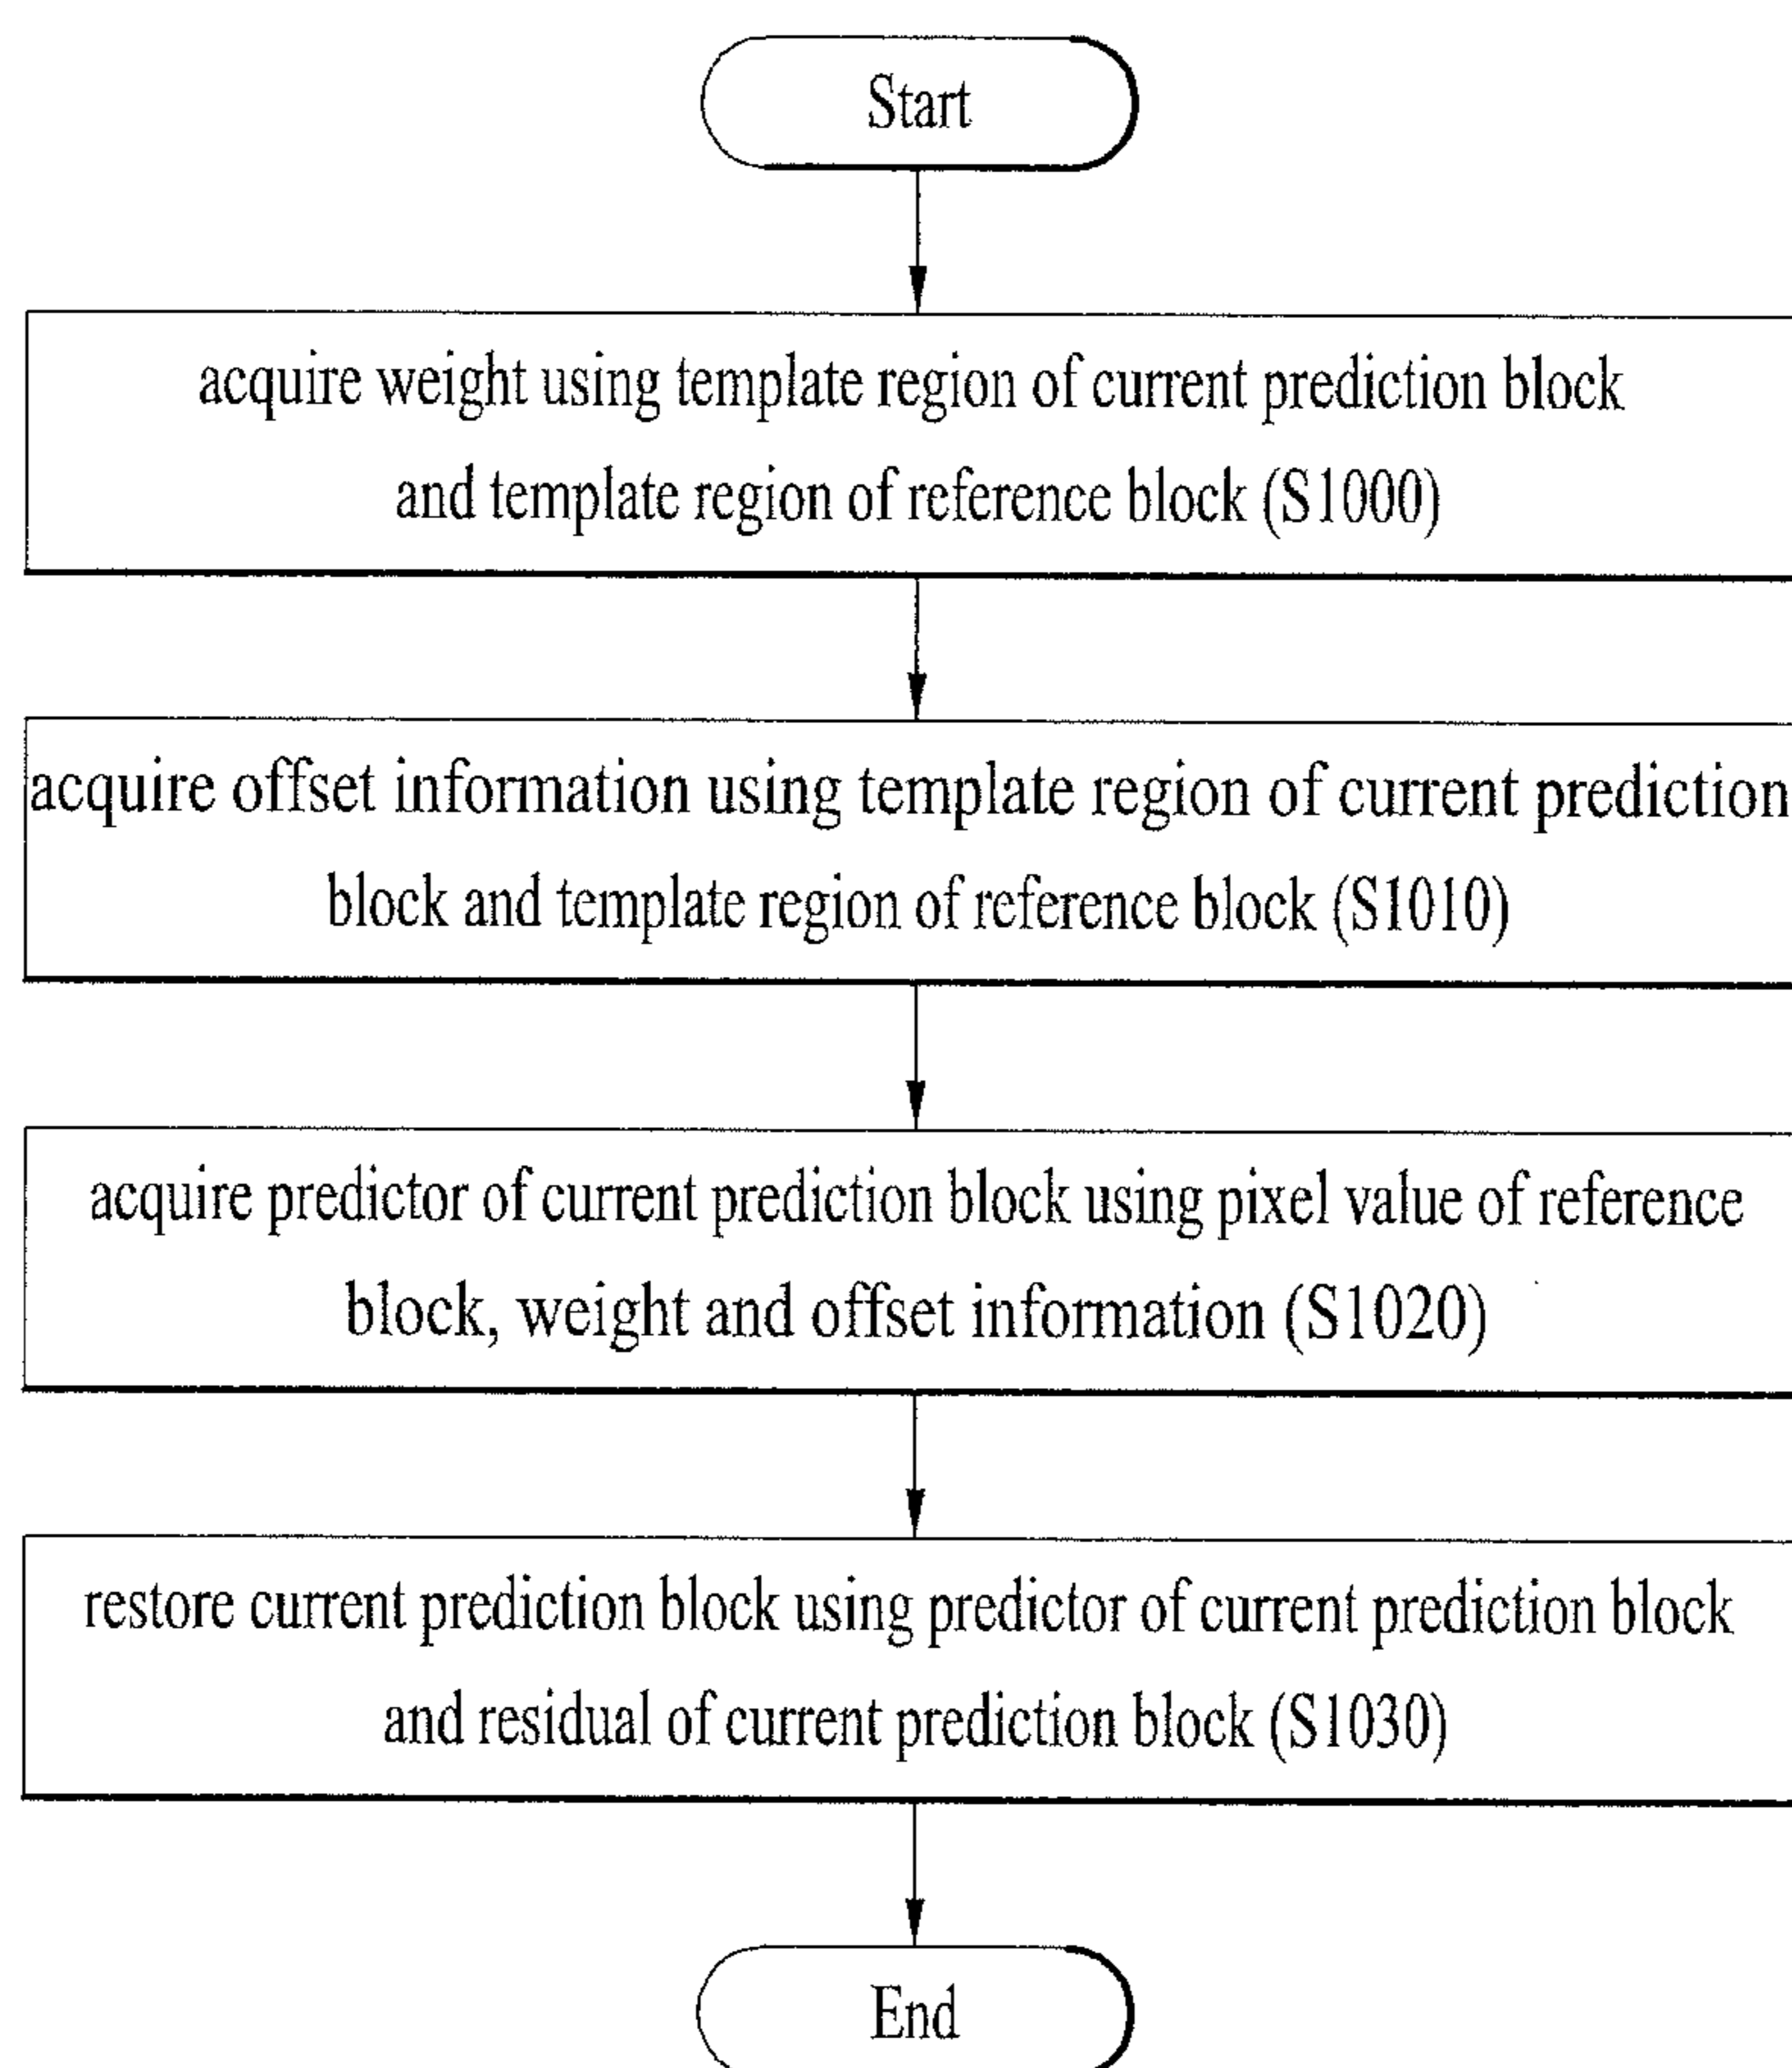 Start
acquire weight using template region of current prediction block
and template region of reference block (S1000)
acquire offset information using template region of current prediction
block and template region of reference block (S1010)
acquire predictor of current prediction block using pixel value of reference
block, weight and offset information (S1020)
restore current prediction block using predictor of current prediction block
and residual of current prediction block (S1030)
End